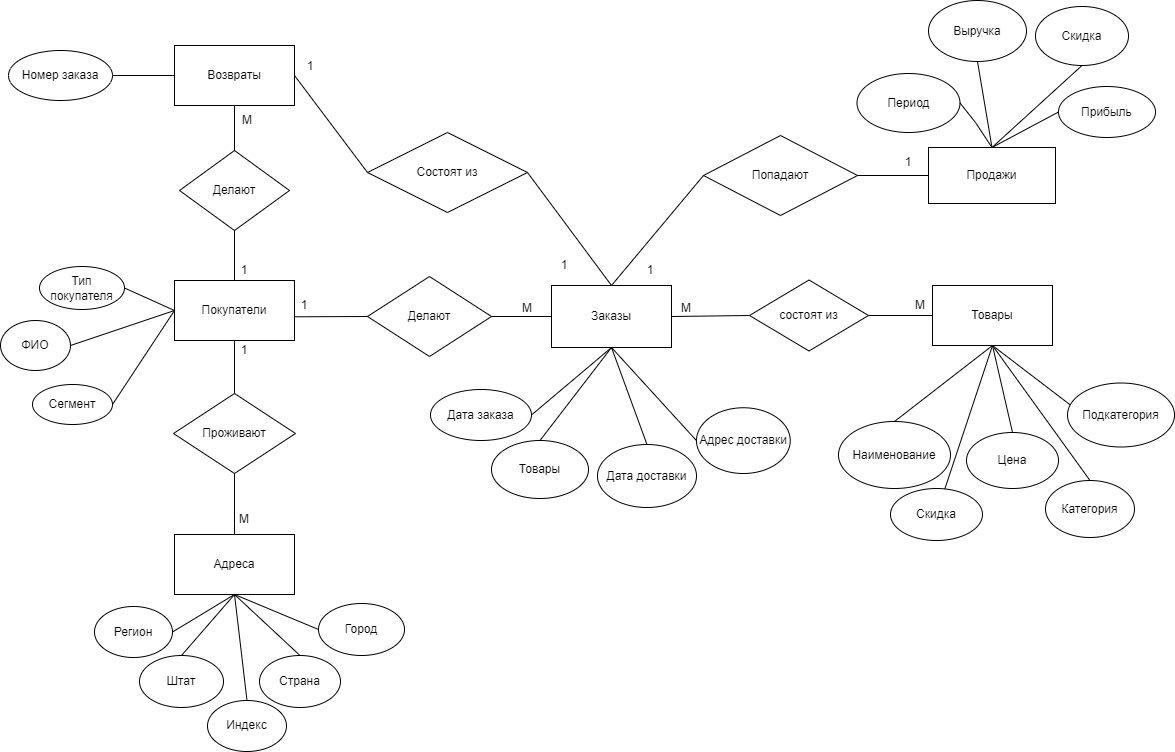 Выручка
Скидка
Возвраты
1
Номер заказа
Период
Прибыль
М
1
Состоят из
Попадают
Продажи
Делают
1
1
1
Тип
покупателя
1
М
М
М
Покупатели
Делают
Заказы
состоят из
Товары
ФИО
1
Сегмент
Дата заказа
Подкатегория
Проживают
Адрес доставки
Наименование
Цена
Товары
Дата доставки
Скидка
Категория
М
Адреса
Регион
Город
Штат
Страна
Индекс